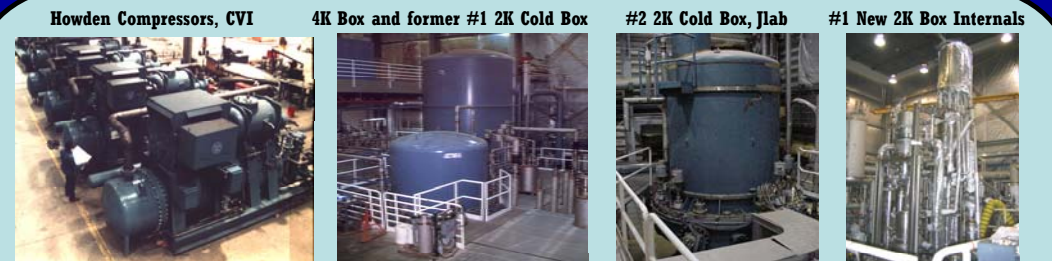 Howden Compressors, CVI
4K Box and former #1 2K Cold Box
#2 2K Cold Box, Jlab
#1 New 2K Box Internals